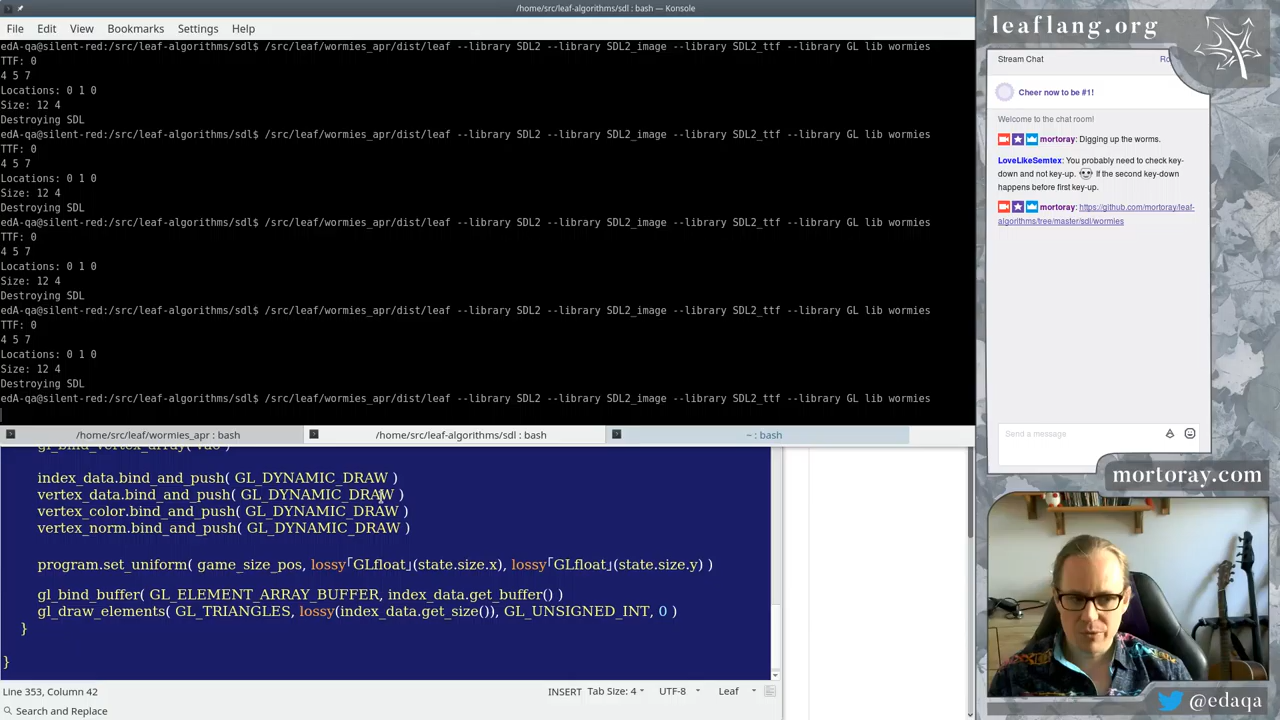 /home/src/leaf-algorithms/sdl : bash — Konsole
File Edit View Bookmarks Settings Help
edA-qa@silent-red:/src/leaf-algorithms/sdl$ /src/leaf/wormies_apr/dist/leaf --library SDL2 --library SDL2_image --library SDL2_ttf --library GL lib wormies
TTF: 0
4 5 7
Locations: 0 1 0
Size: 12 4
Destroying SDL
edA-qa@silent-red:/src/leaf-algorithms/sdl$ /src/leaf/wormies_apr/dist/leaf --library SDL2 --library SDL2_image --library SDL2_ttf --library GL lib wormies
TTF: 0
4 5 7
Locations: 0 1 0
Size: 12 4
Destroying SDL
edA-qa@silent-red:/src/leaf-algorithms/sdl$ /src/leaf/wormies_apr/dist/leaf --library SDL2 --library SDL2_image --library SDL2_ttf --library GL lib wormies
TTF: 0
4 5 7
Locations: 0 1 0
Size: 12 4
Destroying SDL
edA-qa@silent-red:/src/leaf-algorithms/sdl$ /src/leaf/wormies_apr/dist/leaf --library SDL2 --library SDL2_image --library SDL2_ttf --library GL lib wormies
TTF: 0
4 5 7
Locations: 0 1 0
Size: 12 4
Destroying SDL
edA-qa@silent-red:/src/leaf-algorithms/sdl$ /src/leaf/wormies_apr/dist/leaf --library SDL2 --library SDL2_image --library SDL2_ttf --library GL lib wormies
/home/src/leaf/wormies_apr : bash
/home/src/leaf-algorithms/sdl : bash
~ : bash
gl_bind_vertex_array( vao )
index_data.bind_and_push( GL_DYNAMIC_DRAW )
vertex_data.bind_and_push( GL_DYNAMIC_DRAW )
vertex_color.bind_and_push( GL_DYNAMIC_DRAW )
vertex_norm.bind_and_push( GL_DYNAMIC_DRAW )
program.set_uniform( game_size_pos, lossy「GLfloat」(state.size.x), lossy「GLfloat」(state.size.y) )
gl_bind_buffer( GL_ELEMENT_ARRAY_BUFFER, index_data.get_buffer() )
gl_draw_elements( GL_TRIANGLES, lossy(index_data.get_size()), GL_UNSIGNED_INT, 0 )
}
}
Line 353, Column 42 INSERT Tab Size: 4 UTF-8 Leaf
Search and Replace
leaflang.org
Stream Chat
Cheer now to be #1!
Welcome to the chat room!
mortoray: Digging up the worms.
LoveLikeSemtex: You probably need to check key-
down and not key-up. If the second key-down
happens before first key-up.
mortoray: https://github.com/mortoray/leaf-
algorithms/tree/master/sdl/wormies
Send a message
mortoray.com
@edaqa